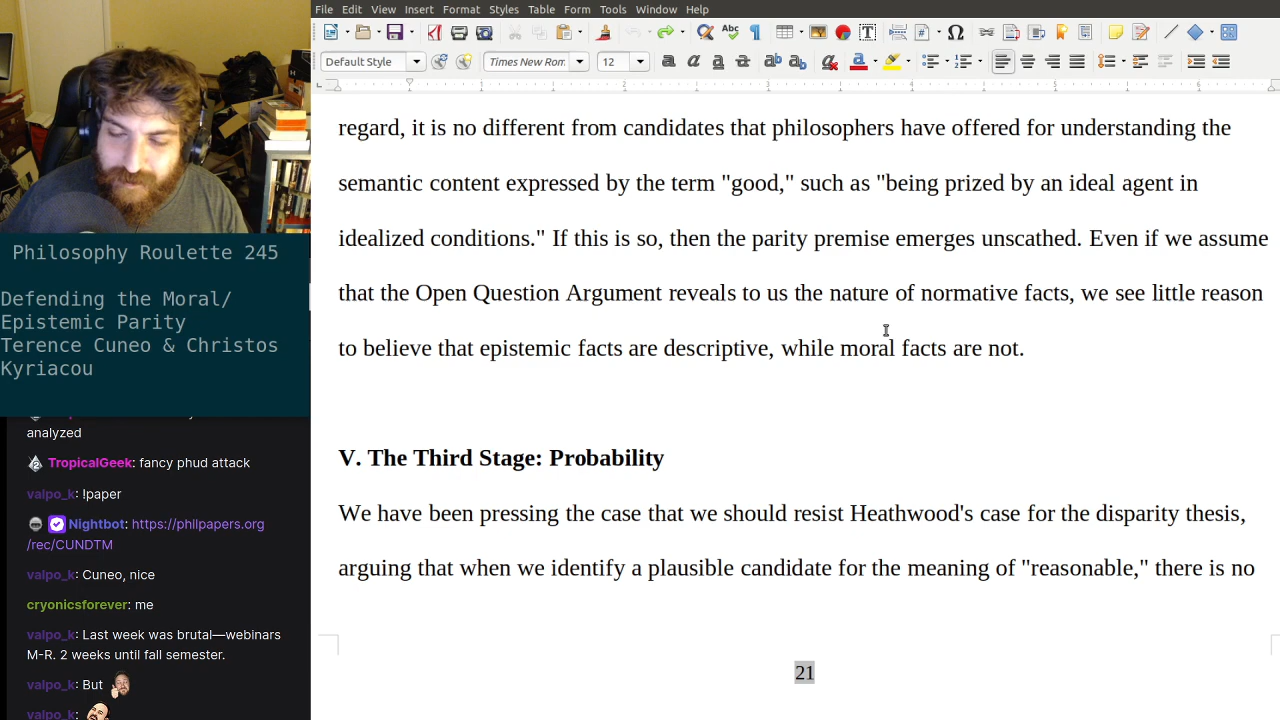 File Edit View Insert Format Styles Table Form Tools Window Help
Default Style
Times New Rom
12
regard, it is no different from candidates that philosophers have offered for understanding the
semantic content expressed by the term "good," such as "being prized by an ideal agent in
idealized conditions." If this is so, then the parity premise emerges unscathed. Even if we assume
that the Open Question Argument reveals to us the nature of normative facts, we see little reason
to believe that epistemic facts are descriptive, while moral facts are not.
V. The Third Stage: Probability
We have been pressing the case that we should resist Heathwood's case for the disparity thesis,
arguing that when we identify a plausible candidate for the meaning of "reasonable," there is no
21
Philosophy Roulette 245
Defending the Moral/
Epistemic Parity
Terence Cuneo & Christos
Kyriacou
analyzed
TropicalGeek: fancy phud attack
valpo_k: !paper
Nightbot: https://philpapers.org
/rec/CUNDTM
valpo_k: Cuneo, nice
cryonicsforever: me
valpo_k: Last week was brutal—webinars
M-R. 2 weeks until fall semester.
valpo_k: But
valpo_k: